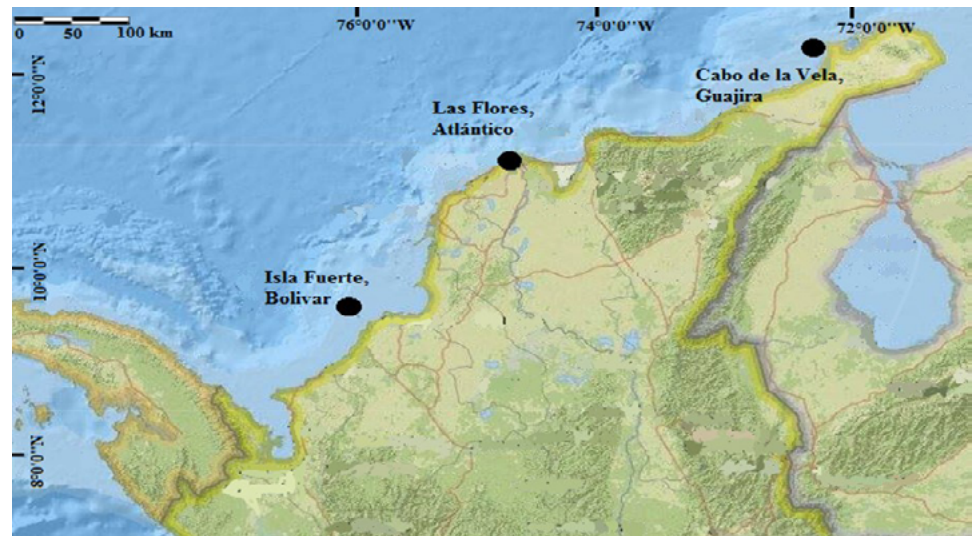 76°0'0''W
74°0'0''W
72°0'0''W
0 50 100 km
12°0'0''N
Cabo de la Vela,
Guajira
Las Flores,
Atlántico
10°0'0''N
Isla Fuerte,
Bolivar
8°0'0''N